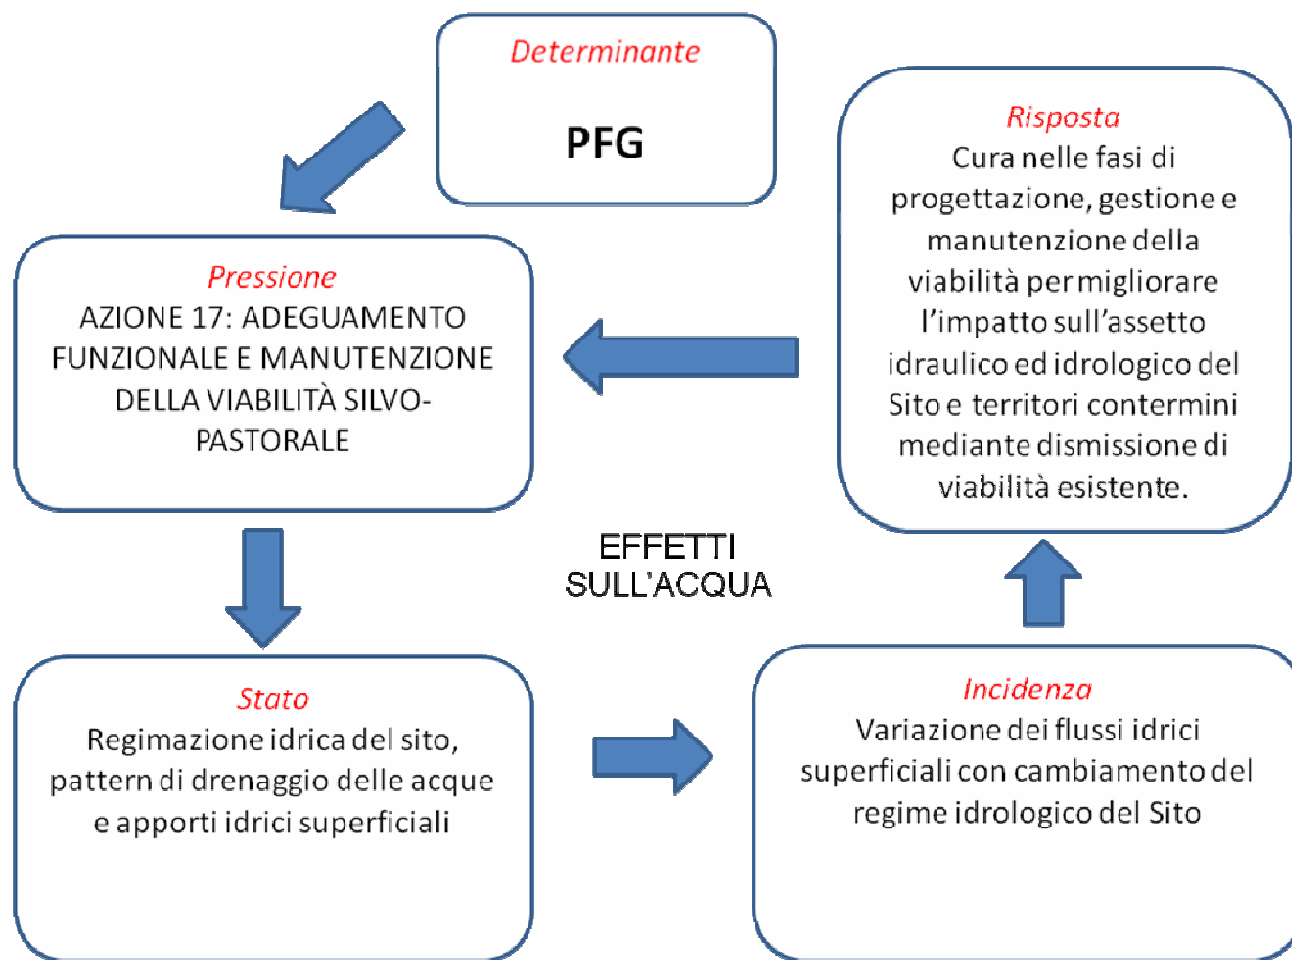 Determinante
PFG
Pressione
AZIONE 17: ADEGUAMENTO
FUNZIONALE E MANUTENZIONE
DELLA VIABILITÀ SILVO-
PASTORALE
Risposta
Cura nelle fasi di
progettazione, gestione e
manutenzione della
viabilità per migliorare
l'impatto sull'assetto
idraulico ed idrologico del
Sito e territori contermini
mediante dismissione di
viabilità esistente.
EFFETTI
SULL'ACQUA
Stato
Regimazione idrica del sito,
pattern di drenaggio delle acque
e apporti idrici superficiali
Incidenza
Variazione dei flussi idrici
superficiali con cambiamento del
regime idrologico del Sito